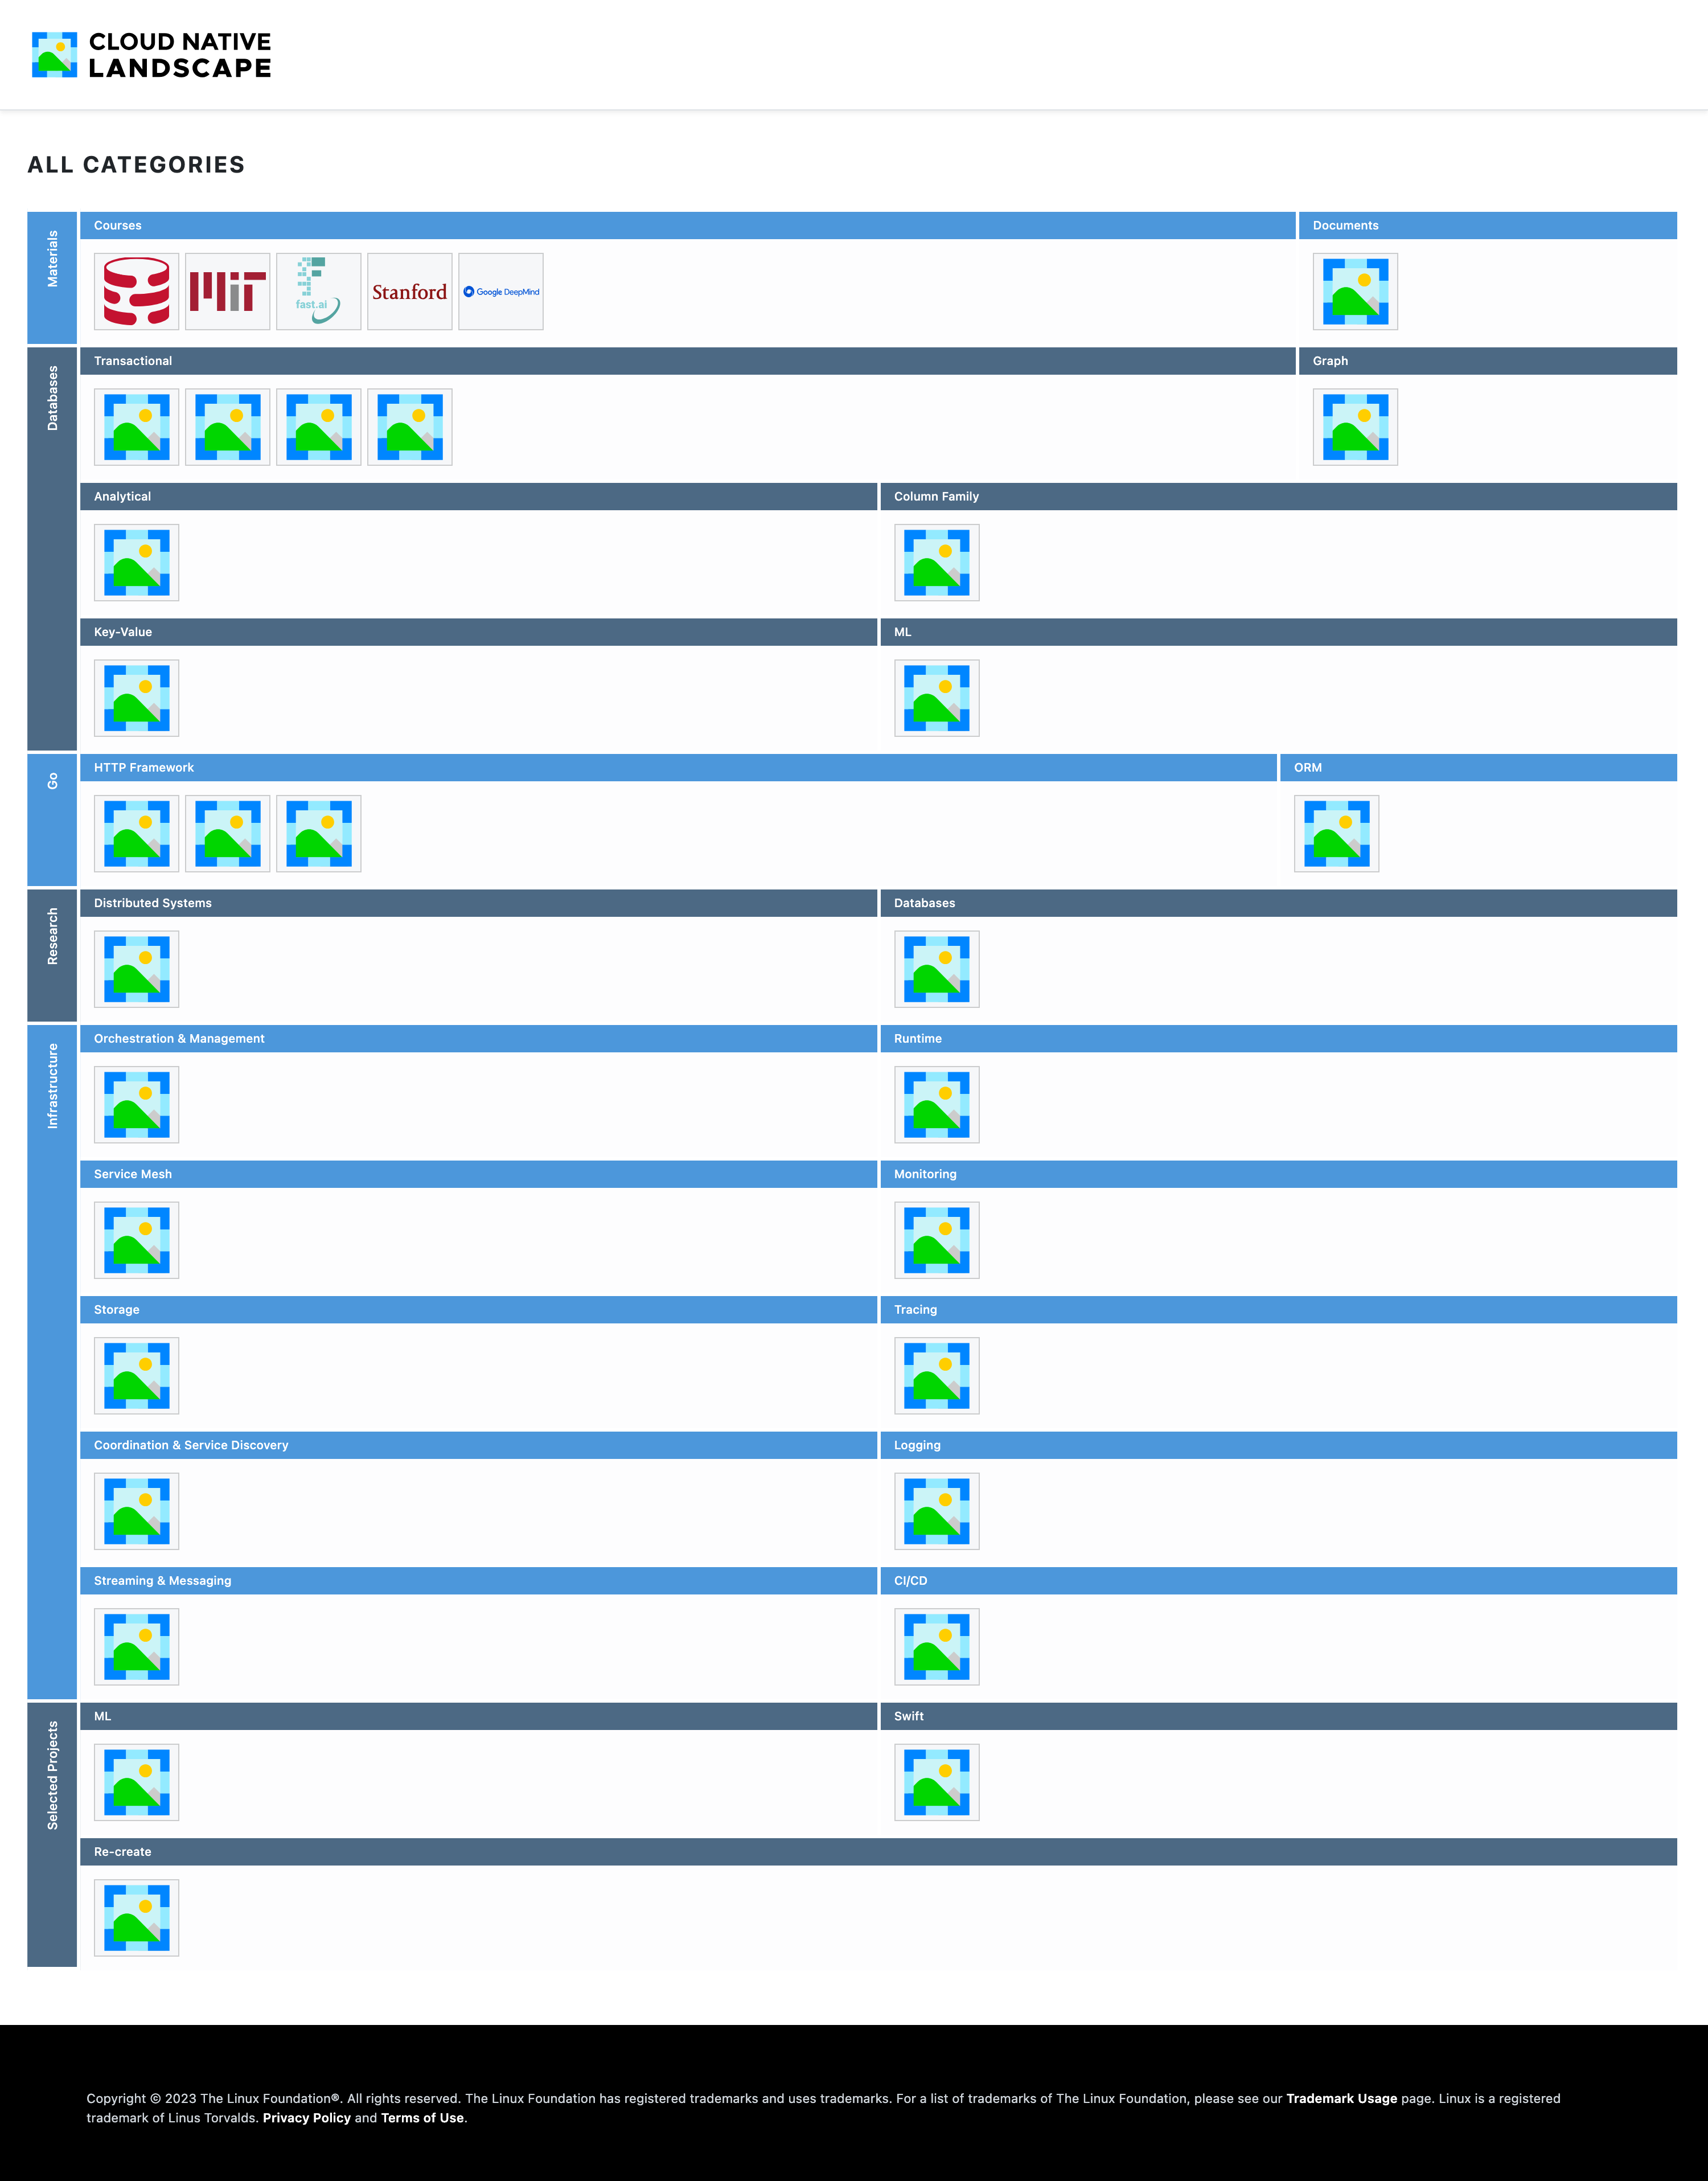 CLOUD NATIVE
LANDSCAPE
ALL CATEGORIES
Materials
Courses
Documents
MIT
fast.ai
Stanford
Google DeepMind
Databases
Transactional
Graph
Analytical
Column Family
Key-Value
ML
Go
HTTP Framework
ORM
Research
Distributed Systems
Databases
Infrastructure
Orchestration & Management
Runtime
Service Mesh
Monitoring
Storage
Tracing
Coordination & Service Discovery
Logging
Streaming & Messaging
CI/CD
Selected Projects
ML
Swift
Re-create
Copyright © 2023 The Linux Foundation®. All rights reserved. The Linux Foundation has registered trademarks and uses trademarks. For a list of trademarks of The Linux Foundation, please see our Trademark Usage page. Linux is a registered
trademark of Linus Torvalds. Privacy Policy and Terms of Use.